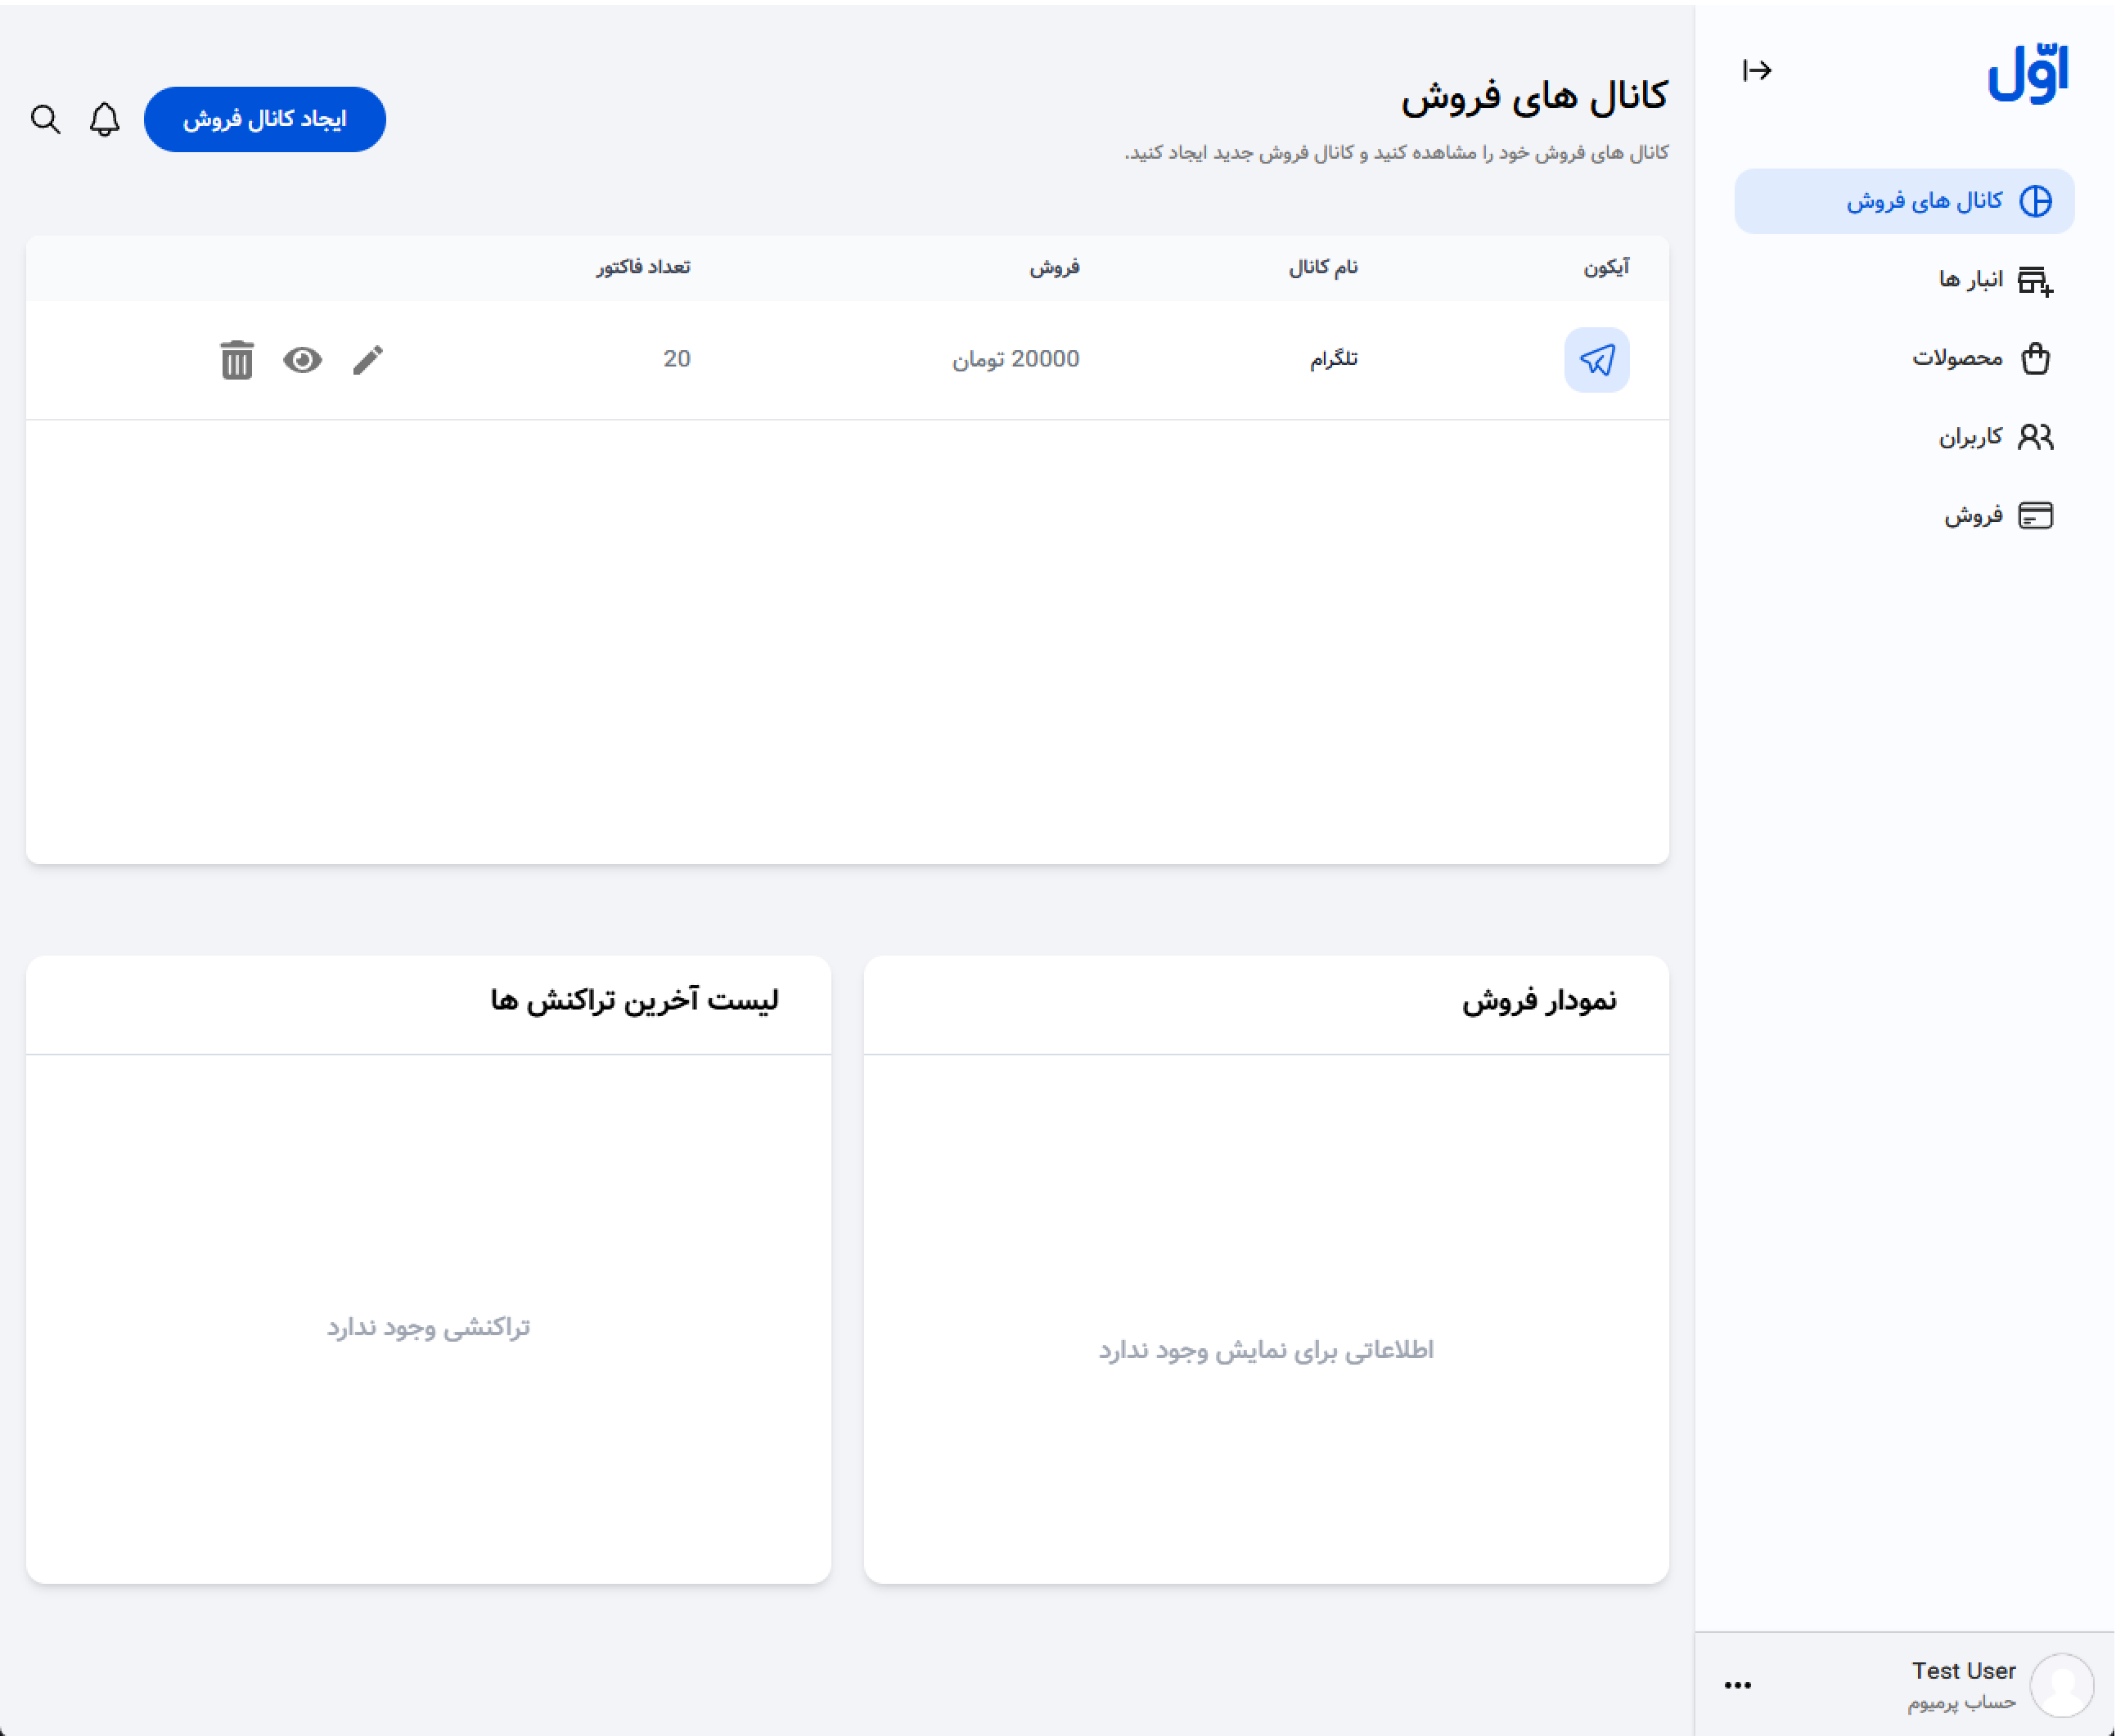 اوّل
کانال های فروش
انبار ها
محصولات
کاربران
فروش
Test User
حساب پرمیوم
کانال های فروش
کانال های فروش خود را مشاهده کنید و کانال فروش جدید ایجاد کنید.
ایجاد کانال فروش
آیکون نام کانال فروش تعداد فاکتور
تلگرام 20000 تومان 20
نمودار فروش
اطلاعاتی برای نمایش وجود ندارد
لیست آخرین تراکنش ها
تراکنشی وجود ندارد